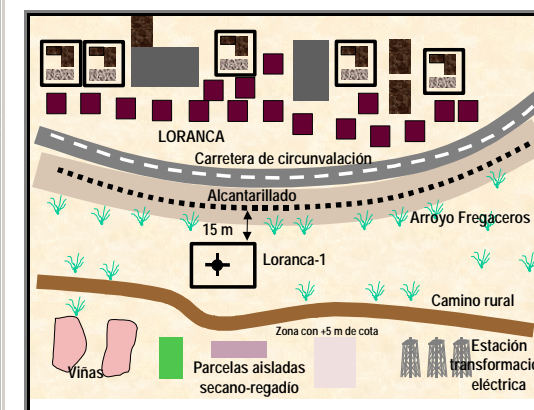 LORANCA
Carretera de circunvalación
Alcantarillado
15 m
Arroyo Fregaceros
Loranca-1
Camino rural
Zona con +5 m de cota
Viñas
Parcelas aisladas
secano-regadío
Estación
transformació
eléctrica